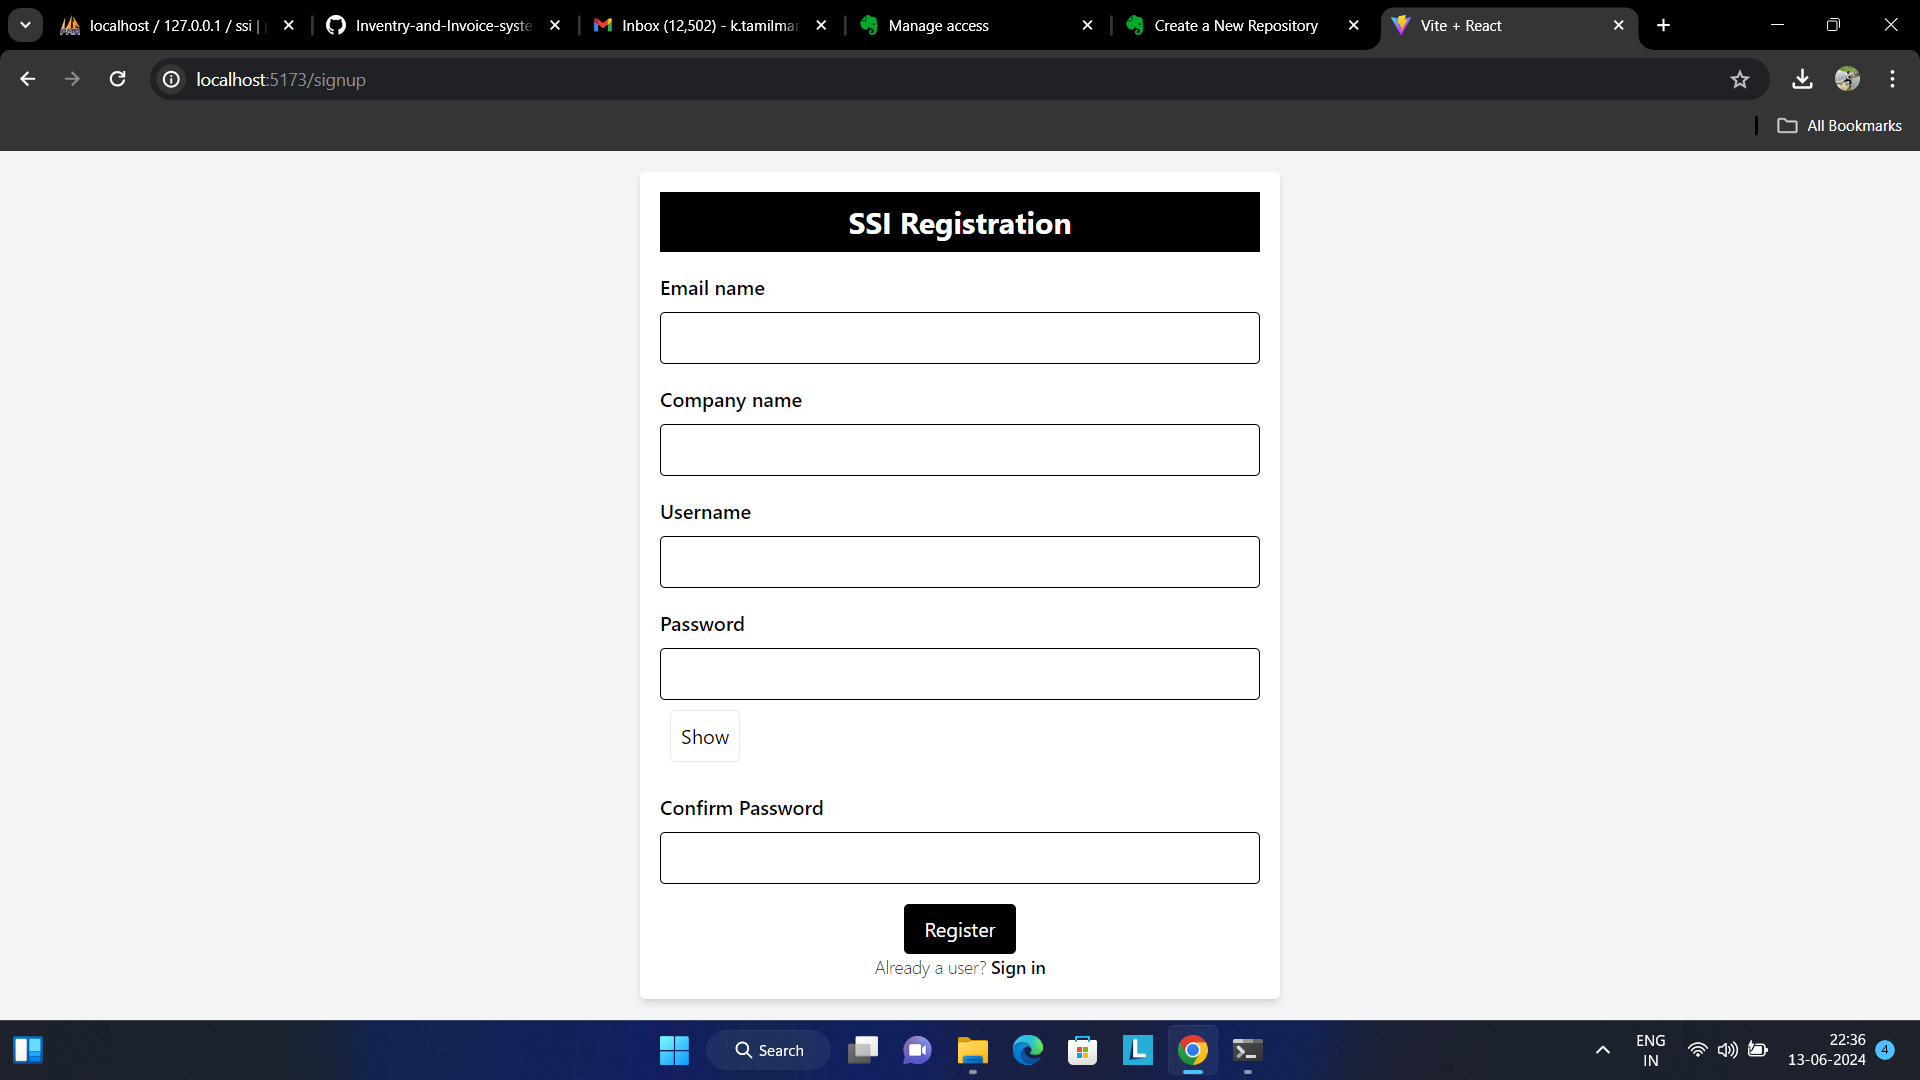 localhost / 127.0.0.1 / ssi |
Inventry-and-Invoice-syste
Inbox (12,502) - k.tamilmar
Manage access
Create a New Repository
Vite + React
localhost:5173/signup
All Bookmarks
SSI Registration
Email name
Company name
Username
Password
Show
Confirm Password
Register
Already a user? Sign in
Search
ENG
IN
22:36
13-06-2024
4